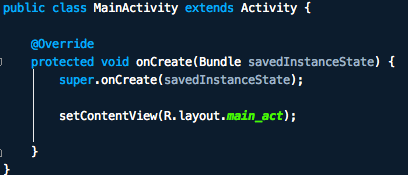 public class MainActivity extends Activity {
@Override
protected void onCreate(Bundle savedInstanceState) {
super.onCreate(savedInstanceState);
setContentView(R.layout.main_act);
}
}